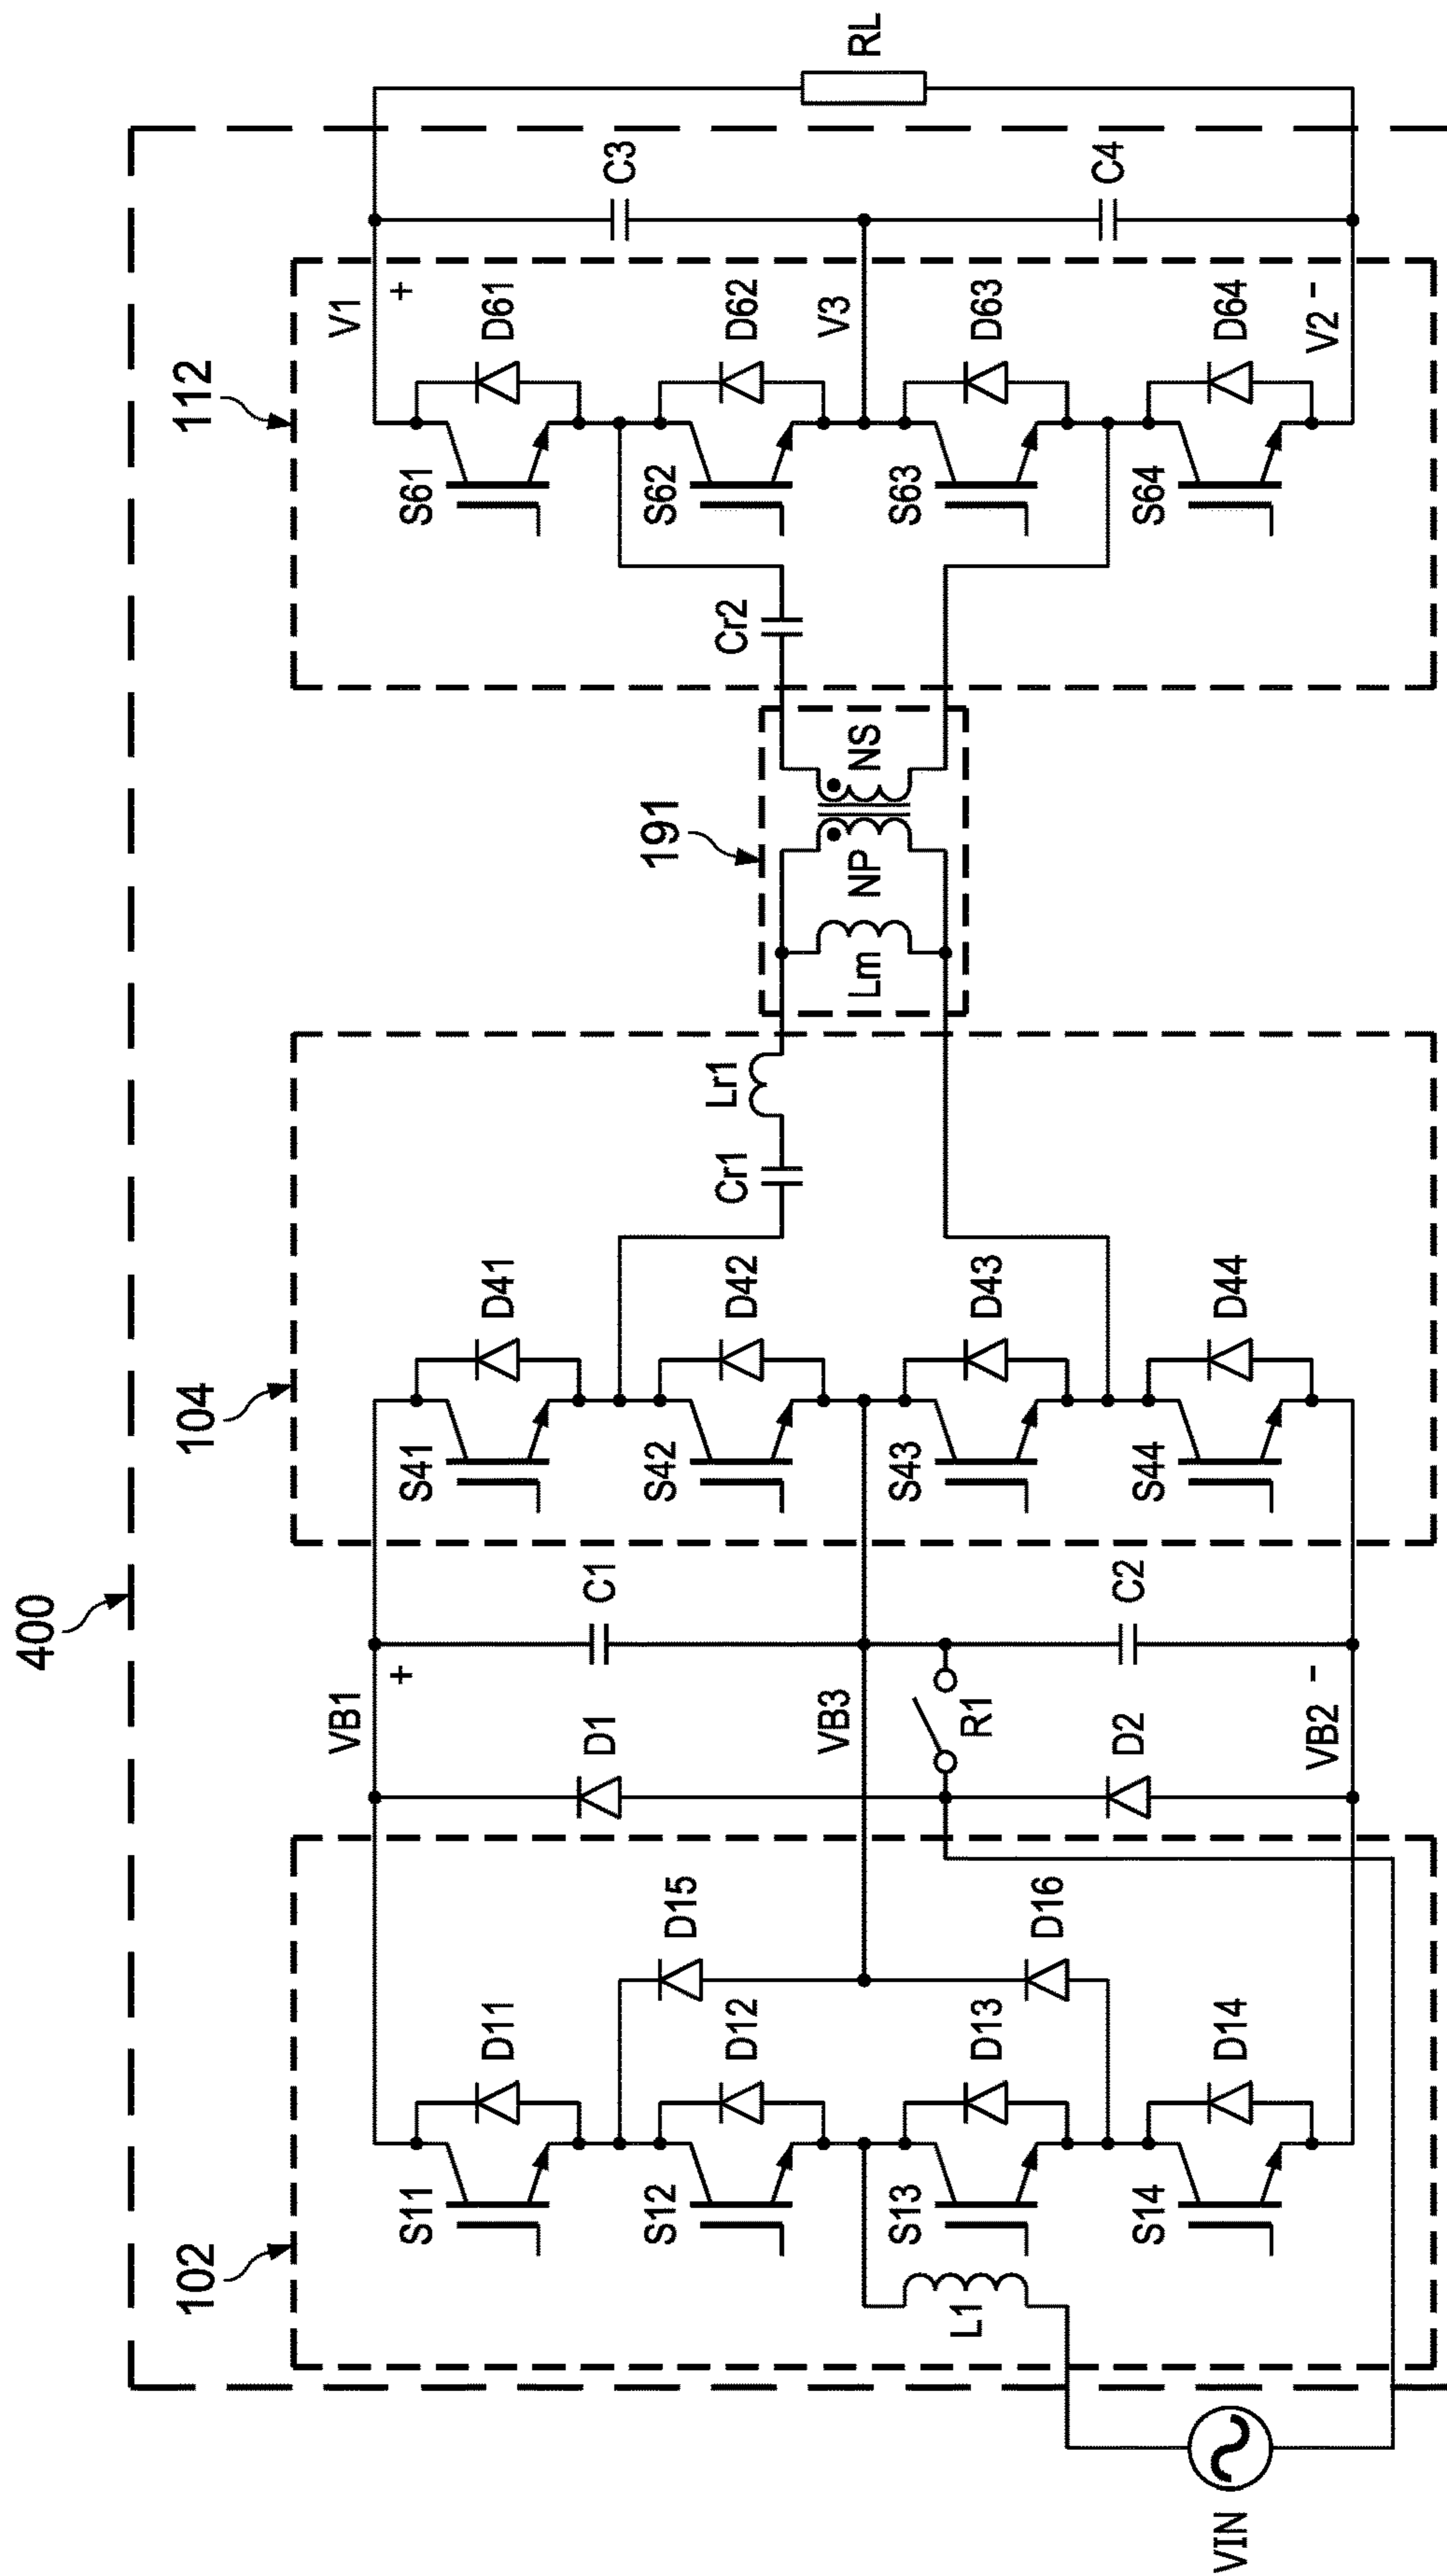 400
102
104
112
191
VIN
L1
S11
D11
S12
D12
S13
D13
S14
D14
D15
D16
VB1
+
D1
C1
VB3
R1
D2
C2
VB2
-
S41
D41
S42
D42
S43
D43
S44
D44
Cr1
Lr1
Lm
NP
NS
Cr2
S61
D61
S62
D62
S63
D63
S64
D64
V1
+
V3
V2
-
C3
C4
RL